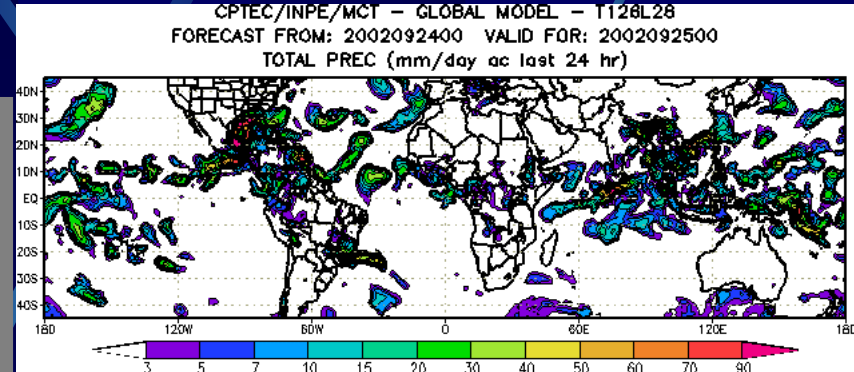 CPTEC/INPE/MCT – GLOBAL MODEL – T126L28
FORECAST FROM: 2002092400 VALID FOR: 2002092500
TOTAL PREC (mm/day ac last 24 hr)
40N
30N
20N
10N
EQ
10S
20S
30S
40S
180 120W 60W 0 60E 120E 180
3 5 7 10 15 20 30 40 50 60 70 90